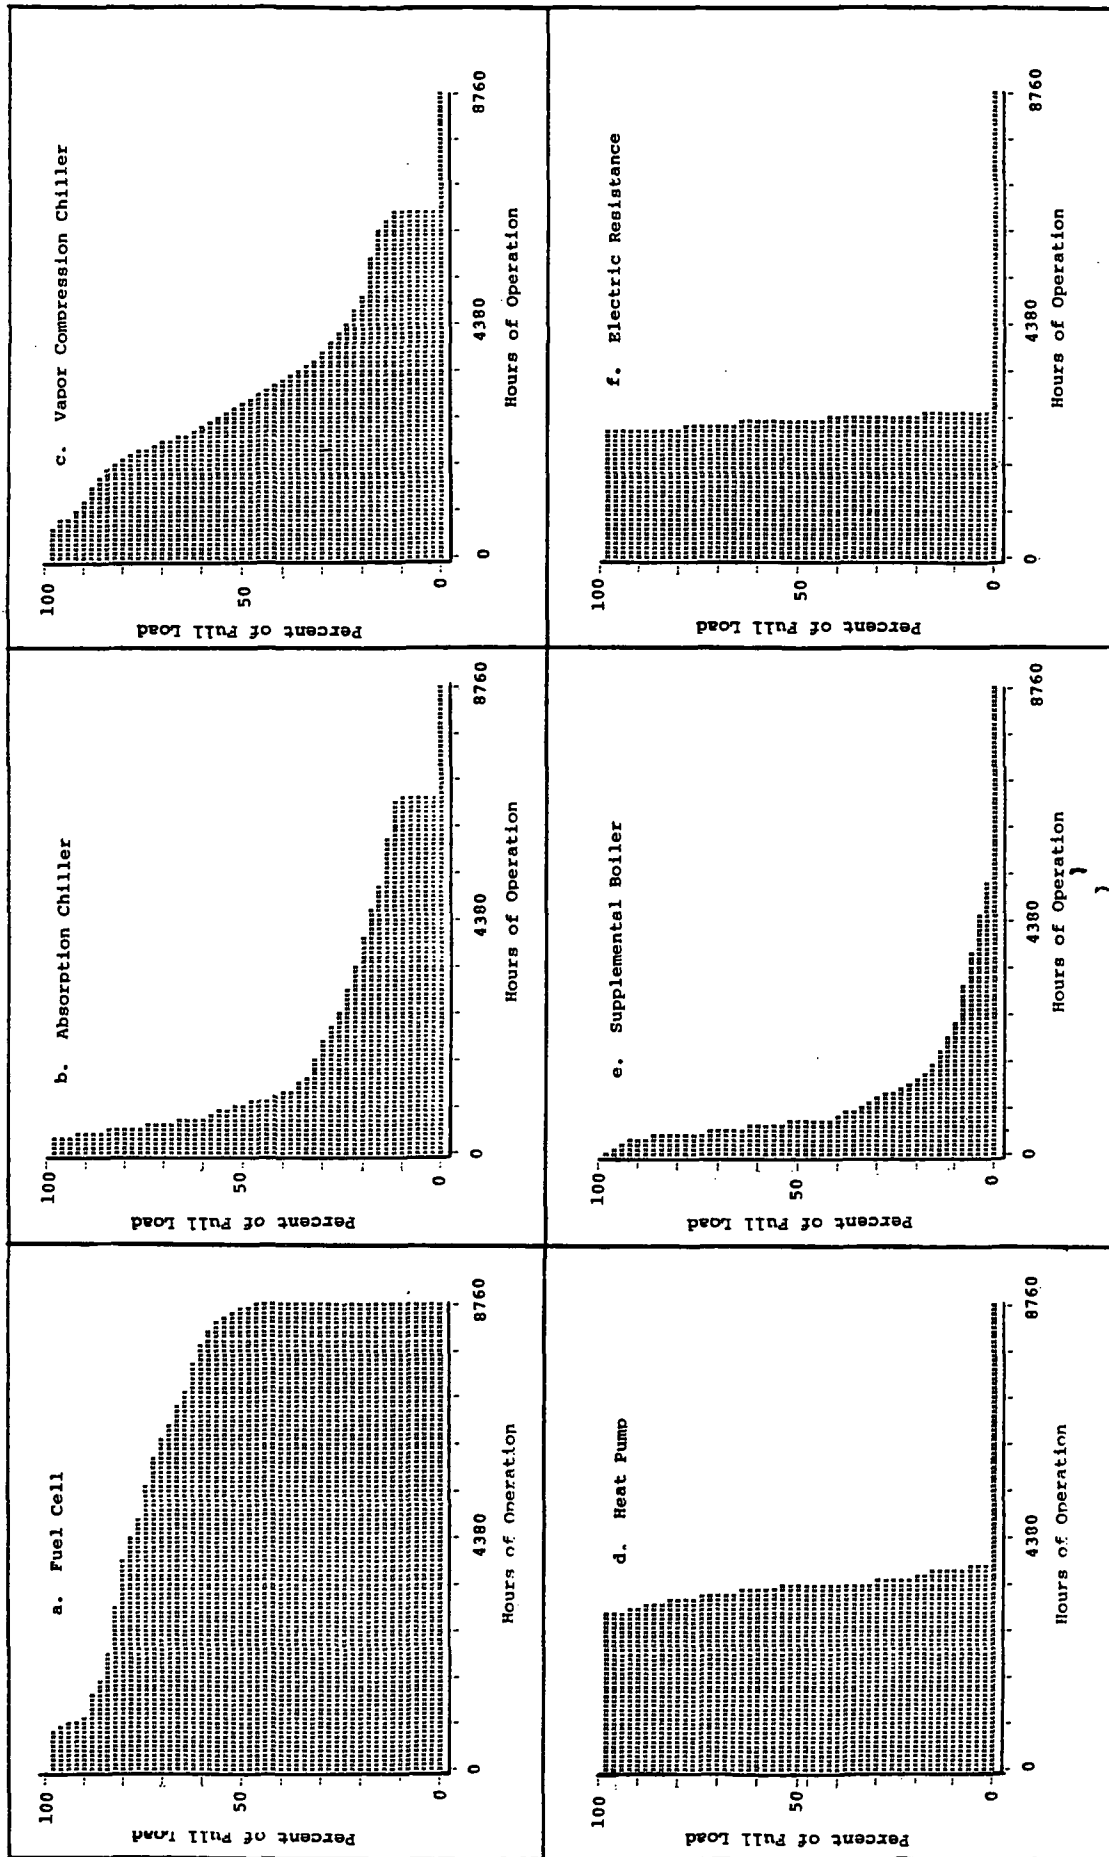 a. Fuel Cell
100
50
0
Percent of Full Load
0
4380
8760
Hours of Operation
b. Absorption Chiller
100
50
0
Percent of Full Load
0
4380
8760
Hours of Operation
c. Vapor Compression Chiller
100
50
0
Percent of Full Load
0
4380
8760
Hours of Operation
d. Heat Pump
100
50
0
Percent of Full Load
0
4380
8760
Hours of Operation
e. Supplemental Boiler
100
50
0
Percent of Full Load
0
4380
8760
Hours of Operation
f. Electric Resistance
100
50
0
Percent of Full Load
0
4380
8760
Hours of Operation